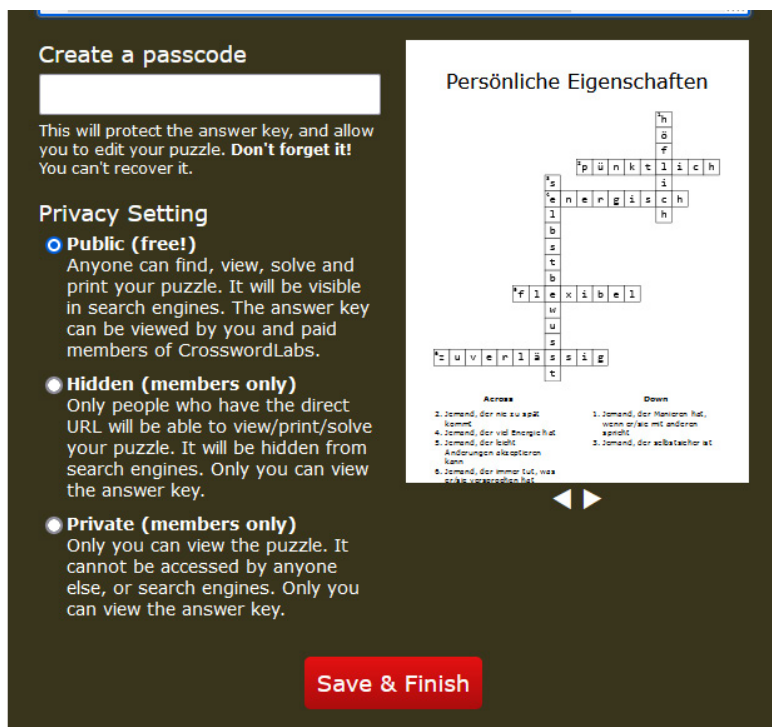 Create a passcode
This will protect the answer key, and allow
you to edit your puzzle. Don't forget it!
You can't recover it.
Privacy Setting
Public (free!)
Anyone can find, view, solve and
print your puzzle. It will be visible
in search engines. The answer key
can be viewed by you and paid
members of CrosswordLabs.
Hidden (members only)
Only people who have the direct
URL will be able to view/print/solve
your puzzle. It will be hidden from
search engines. Only you can view
the answer key.
Private (members only)
Only you can view the puzzle. It
cannot be accessed by anyone
else, or search engines. Only you
can view the answer key.
Persönliche Eigenschaften
höflich
pünktlich
selbstbewusst
energisch
flexibel
zuverlässig
Across
2. Jemand, der nie zu spät
kommt
4. Jemand, der viel Energie hat
5. Jemand, der leicht
Änderungen akzeptieren
kann
6. Jemand, der immer tut, was
er/sie versprochen hat
Down
1. Jemand, der Manieren hat,
wenn er/sie mit anderen
spricht
3. Jemand, der selbstsicher ist
Save & Finish